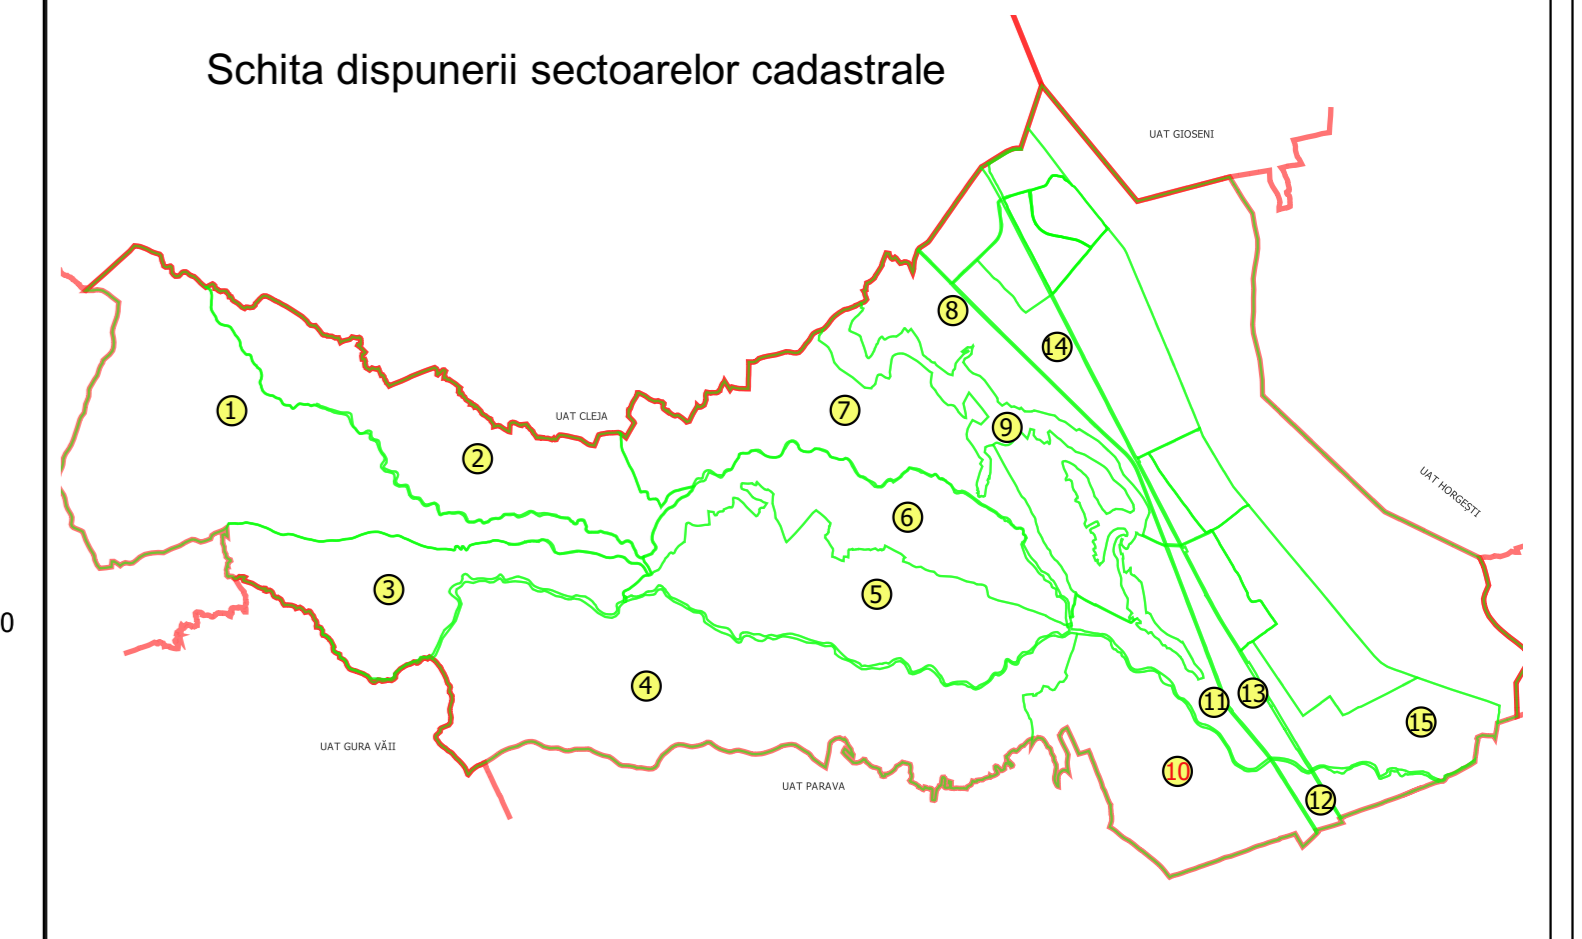 Schita dispunerii sectoarelor cadastrale
UAT GIOSENI
8
14
1
UAT CLEJA
7
9
2
UAT HORGEȘTI
6
3
5
0
4
11
13
15
UAT GURA VĂII
10
UAT PARAVA
12